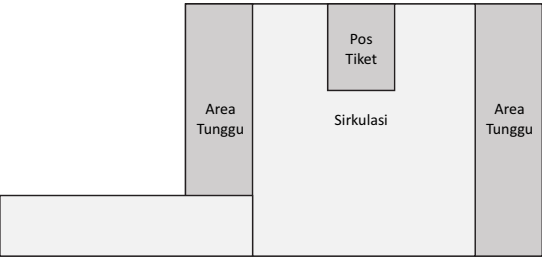 Pos
Tiket
Area
Tunggu
Sirkulasi
Area
Tunggu